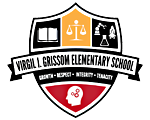 VIRGIL I. GRISSOM ELEMENTARY SCHOOL
GROWTH • RESPECT • INTEGRITY • TENACITY